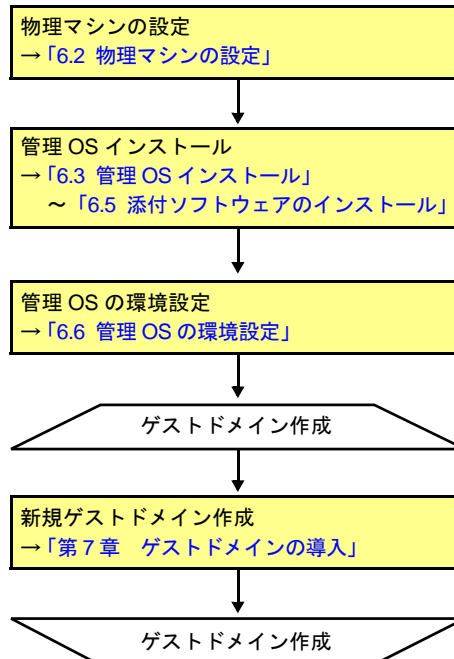 物理マシンの設定
→「6.2 物理マシンの設定」
管理 OS インストール
→「6.3 管理 OS インストール」
～「6.5 添付ソフトウェアのインストール」
管理 OS の環境設定
→「6.6 管理 OS の環境設定」
ゲストドメイン作成
新規ゲストドメイン作成
→「第７章　ゲストドメインの導入」
ゲストドメイン作成